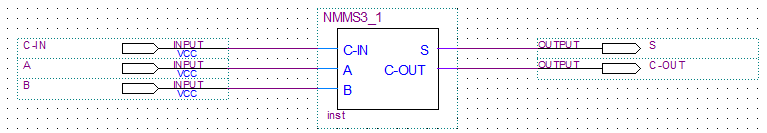 NMMS3_1
C-IN INPUT VCC C-IN S OUTPUT S
A INPUT VCC A C-OUT OUTPUT C-OUT
B INPUT VCC B
inst